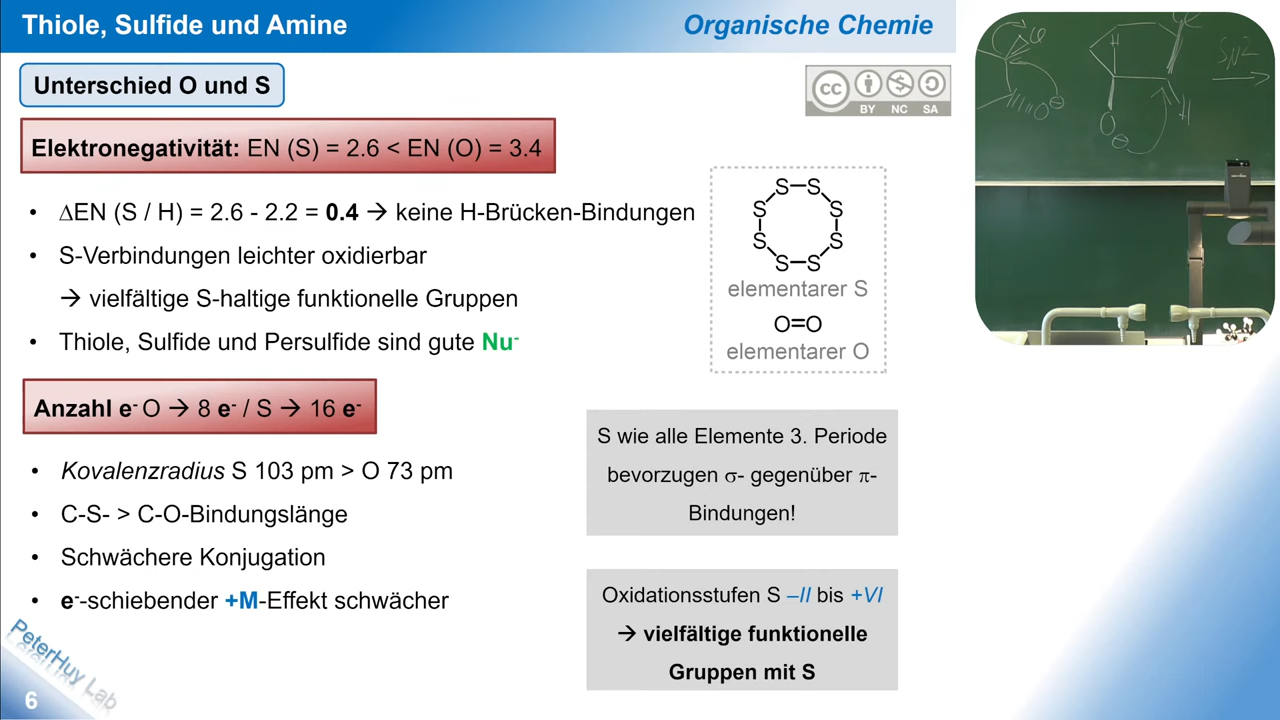 Thiole, Sulfide und Amine
Organische Chemie
Unterschied O und S
cc BY NC SA
Elektronegativität: EN (S) = 2.6 < EN (O) = 3.4
• ΔEN (S / H) = 2.6 - 2.2 = 0.4 → keine H-Brücken-Bindungen
• S-Verbindungen leichter oxidierbar
→ vielfältige S-haltige funktionelle Gruppen
• Thiole, Sulfide und Persulfide sind gute Nu⁻
S–S
S S
S S
S–S
elementarer S
O=O
elementarer O
Anzahl e⁻ O → 8 e⁻ / S → 16 e⁻
• Kovalenzradius S 103 pm > O 73 pm
• C-S- > C-O-Bindungslänge
• Schwächere Konjugation
• e⁻-schiebender +M-Effekt schwächer
S wie alle Elemente 3. Periode
bevorzugen σ- gegenüber π-
Bindungen!
Oxidationsstufen S –II bis +VI
→ vielfältige funktionelle
Gruppen mit S
PeterHuy Lab
6
SN2
H
O
H
O